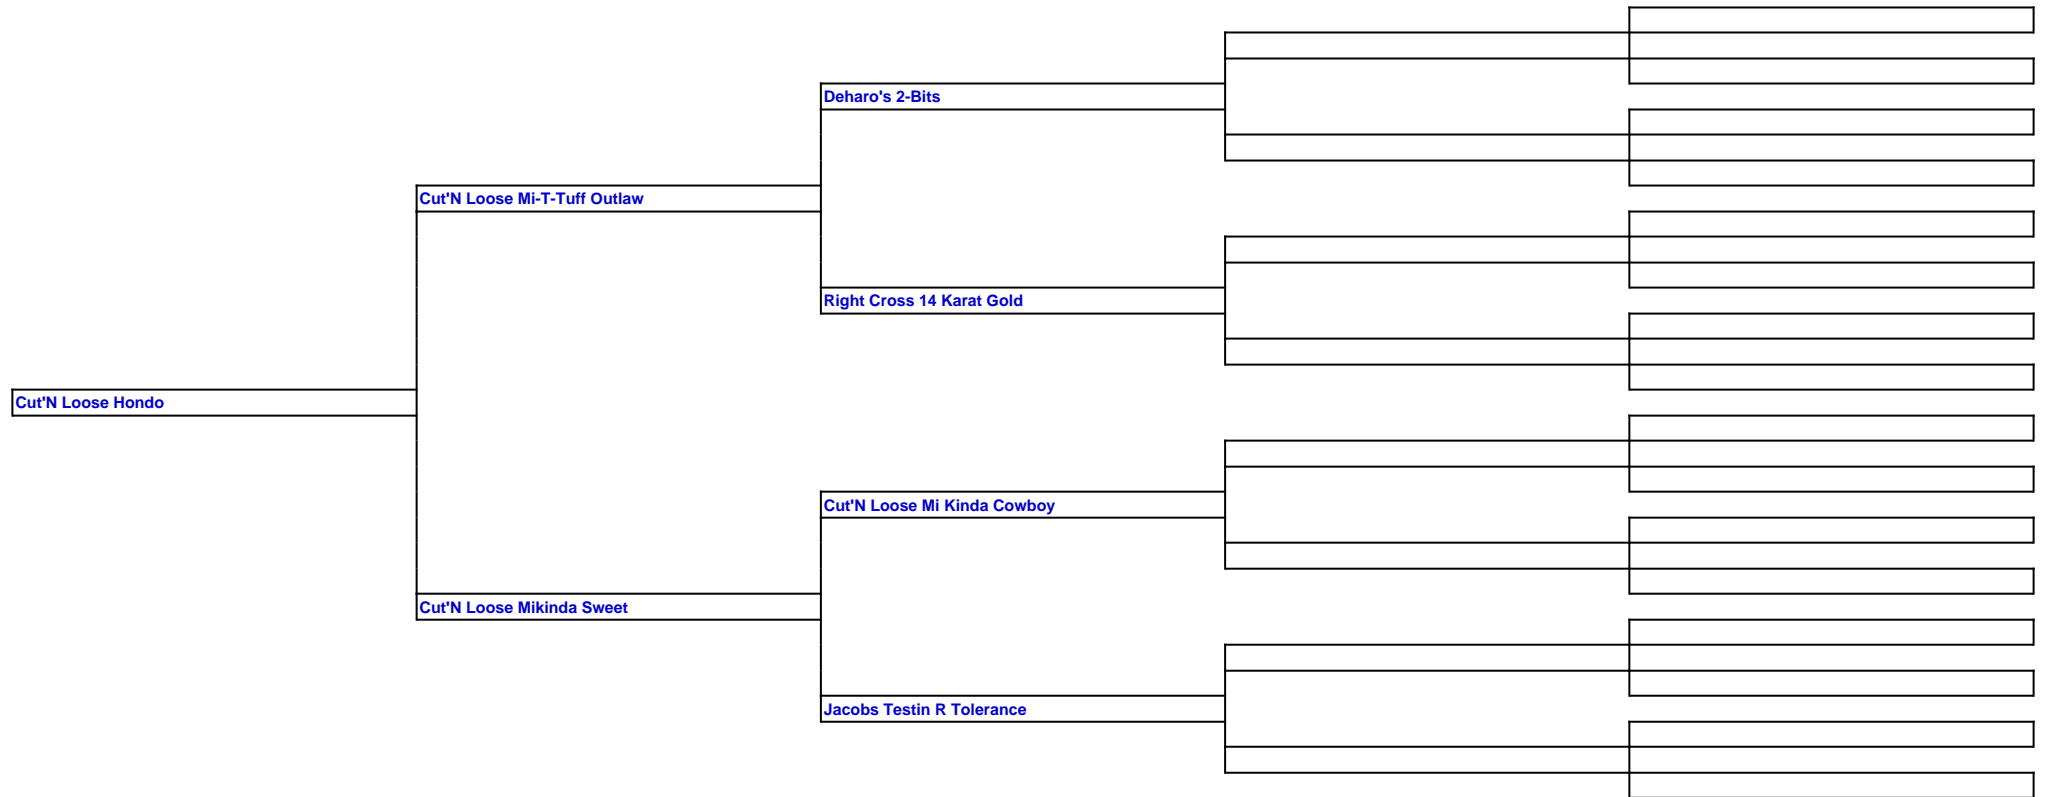 Deharo's 2-Bits
Cut'N Loose Mi-T-Tuff Outlaw
Right Cross 14 Karat Gold
Cut'N Loose Hondo
Cut'N Loose Mi Kinda Cowboy
Cut'N Loose Mikinda Sweet
Jacobs Testin R Tolerance